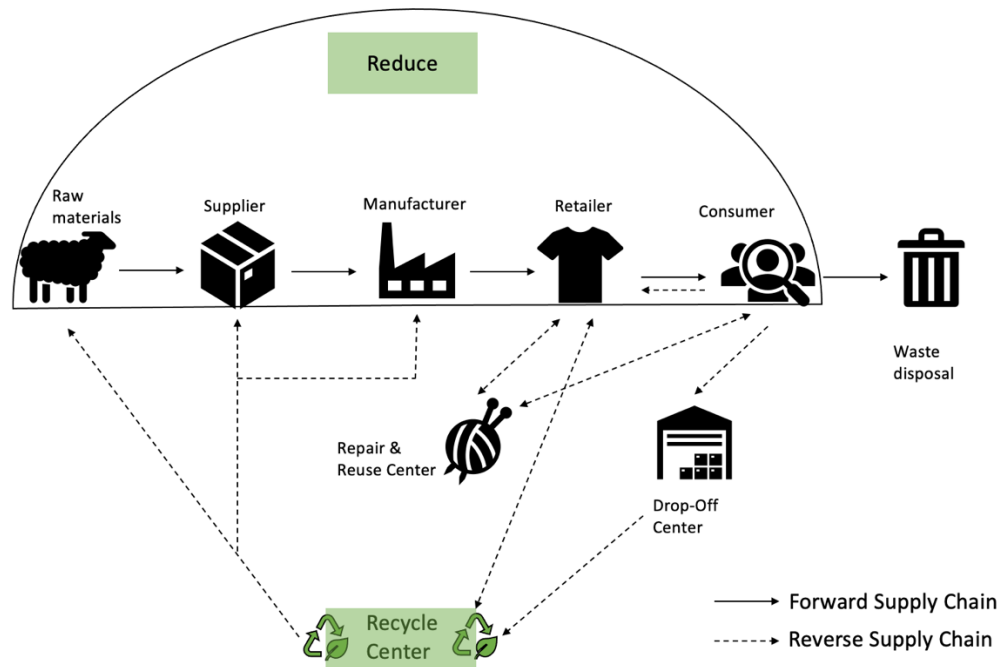 Reduce
Raw
materials
Supplier
Manufacturer
Retailer
Consumer
Waste
disposal
Repair &
Reuse Center
Drop-Off
Center
Recycle
Center
Forward Supply Chain
Reverse Supply Chain